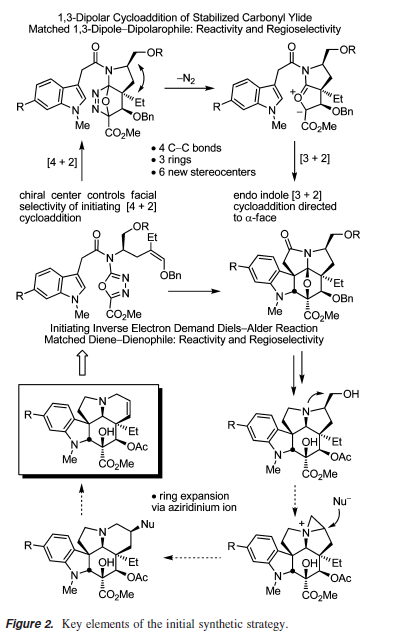 1,3-Dipolar Cycloaddition of Stabilized Carbonyl Ylide
Matched 1,3-Dipole–Dipolarophile: Reactivity and Regioselectivity
O
OR
N
N
N
O
Et
OBn
R
N
Me
CO₂Me
–N₂
O
OR
N
O
+
–
Et
OBn
R
N
Me
CO₂Me
[4 + 2]
• 4 C–C bonds
• 3 rings
• 6 new stereocenters
[3 + 2]
chiral center controls facial
selectivity of initiating [4 + 2]
cycloaddition
endo indole [3 + 2]
cycloaddition directed
to α-face
O
OR
Et
N
OBn
O
N
N
R
N
Me
CO₂Me
O
OR
N
R
O
Et
OBn
N
Me
CO₂Me
Initiating Inverse Electron Demand Diels–Alder Reaction
Matched Diene–Dienophile: Reactivity and Regioselectivity
N
R
OH
Et
OAc
N
Me
CO₂Me
OH
N
R
OH
Et
OAc
N
Me
CO₂Me
• ring expansion
via aziridinium ion
Nu
N
R
OH
Et
OAc
N
Me
CO₂Me
Nu⁻
+
N
R
OH
Et
OAc
N
Me
CO₂Me
Figure 2. Key elements of the initial synthetic strategy.